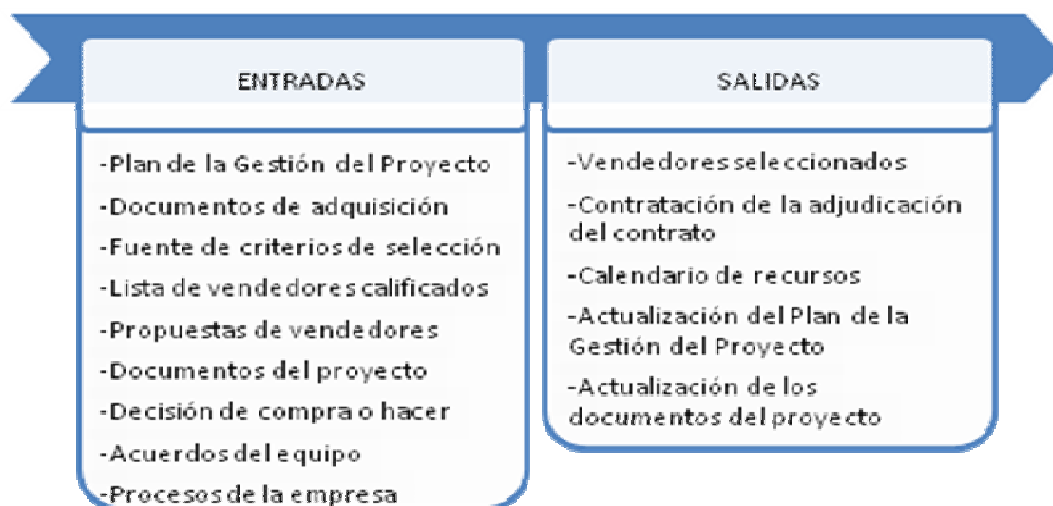 ENTRADAS
-Plan de la Gestión del Proyecto
-Documentos de adquisición
-Fuente de criterios de selección
-Lista de vendedores calificados
-Propuestas de vendedores
-Documentos del proyecto
-Decisión de compra o hacer
-Acuerdos del equipo
-Procesos de la empresa
SALIDAS
-Vendedores seleccionados
-Contratación de la adjudicación
del contrato
-Calendario de recursos
-Actualización del Plan de la
Gestión del Proyecto
-Actualización de los
documentos del proyecto